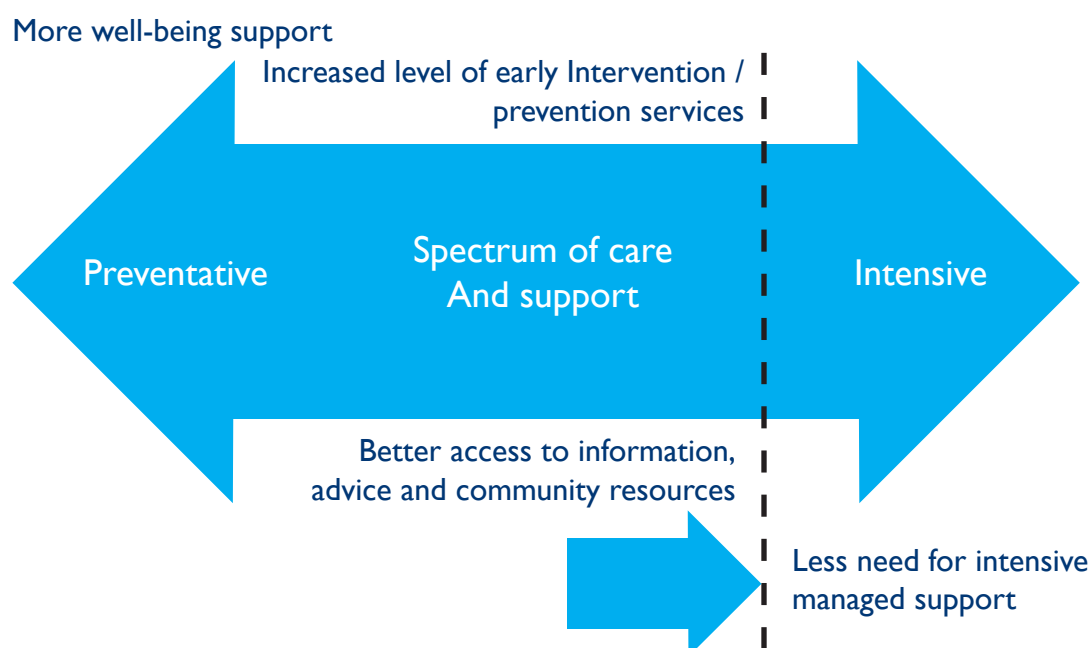 More well-being support
Increased level of early Intervention /
prevention services
Preventative
Spectrum of care
And support
Intensive
Better access to information,
advice and community resources
Less need for intensive
managed support